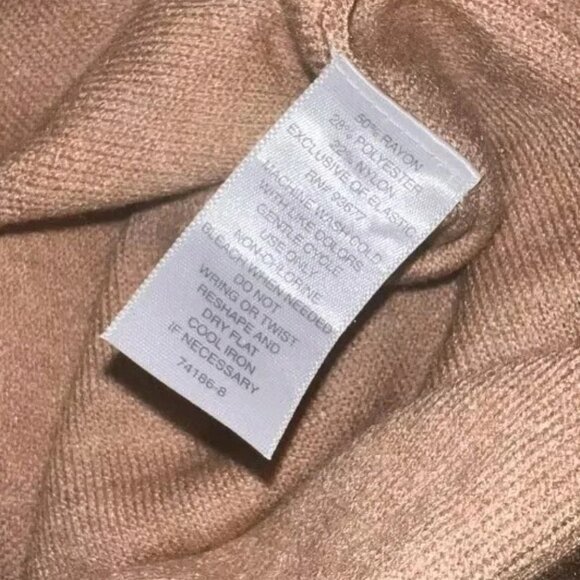 50% RAYON
28% POLYESTER
22% NYLON
EXCLUSIVE OF ELASTIC
RN# 92677
MACHINE WASH COLD
WITH LIKE COLORS
GENTLE CYCLE
USE ONLY
NON-CHLORINE
BLEACH WHEN NEEDED
DO NOT
WRING OR TWIST
RESHAPE AND
DRY FLAT
COOL IRON
IF NECESSARY
74186-8